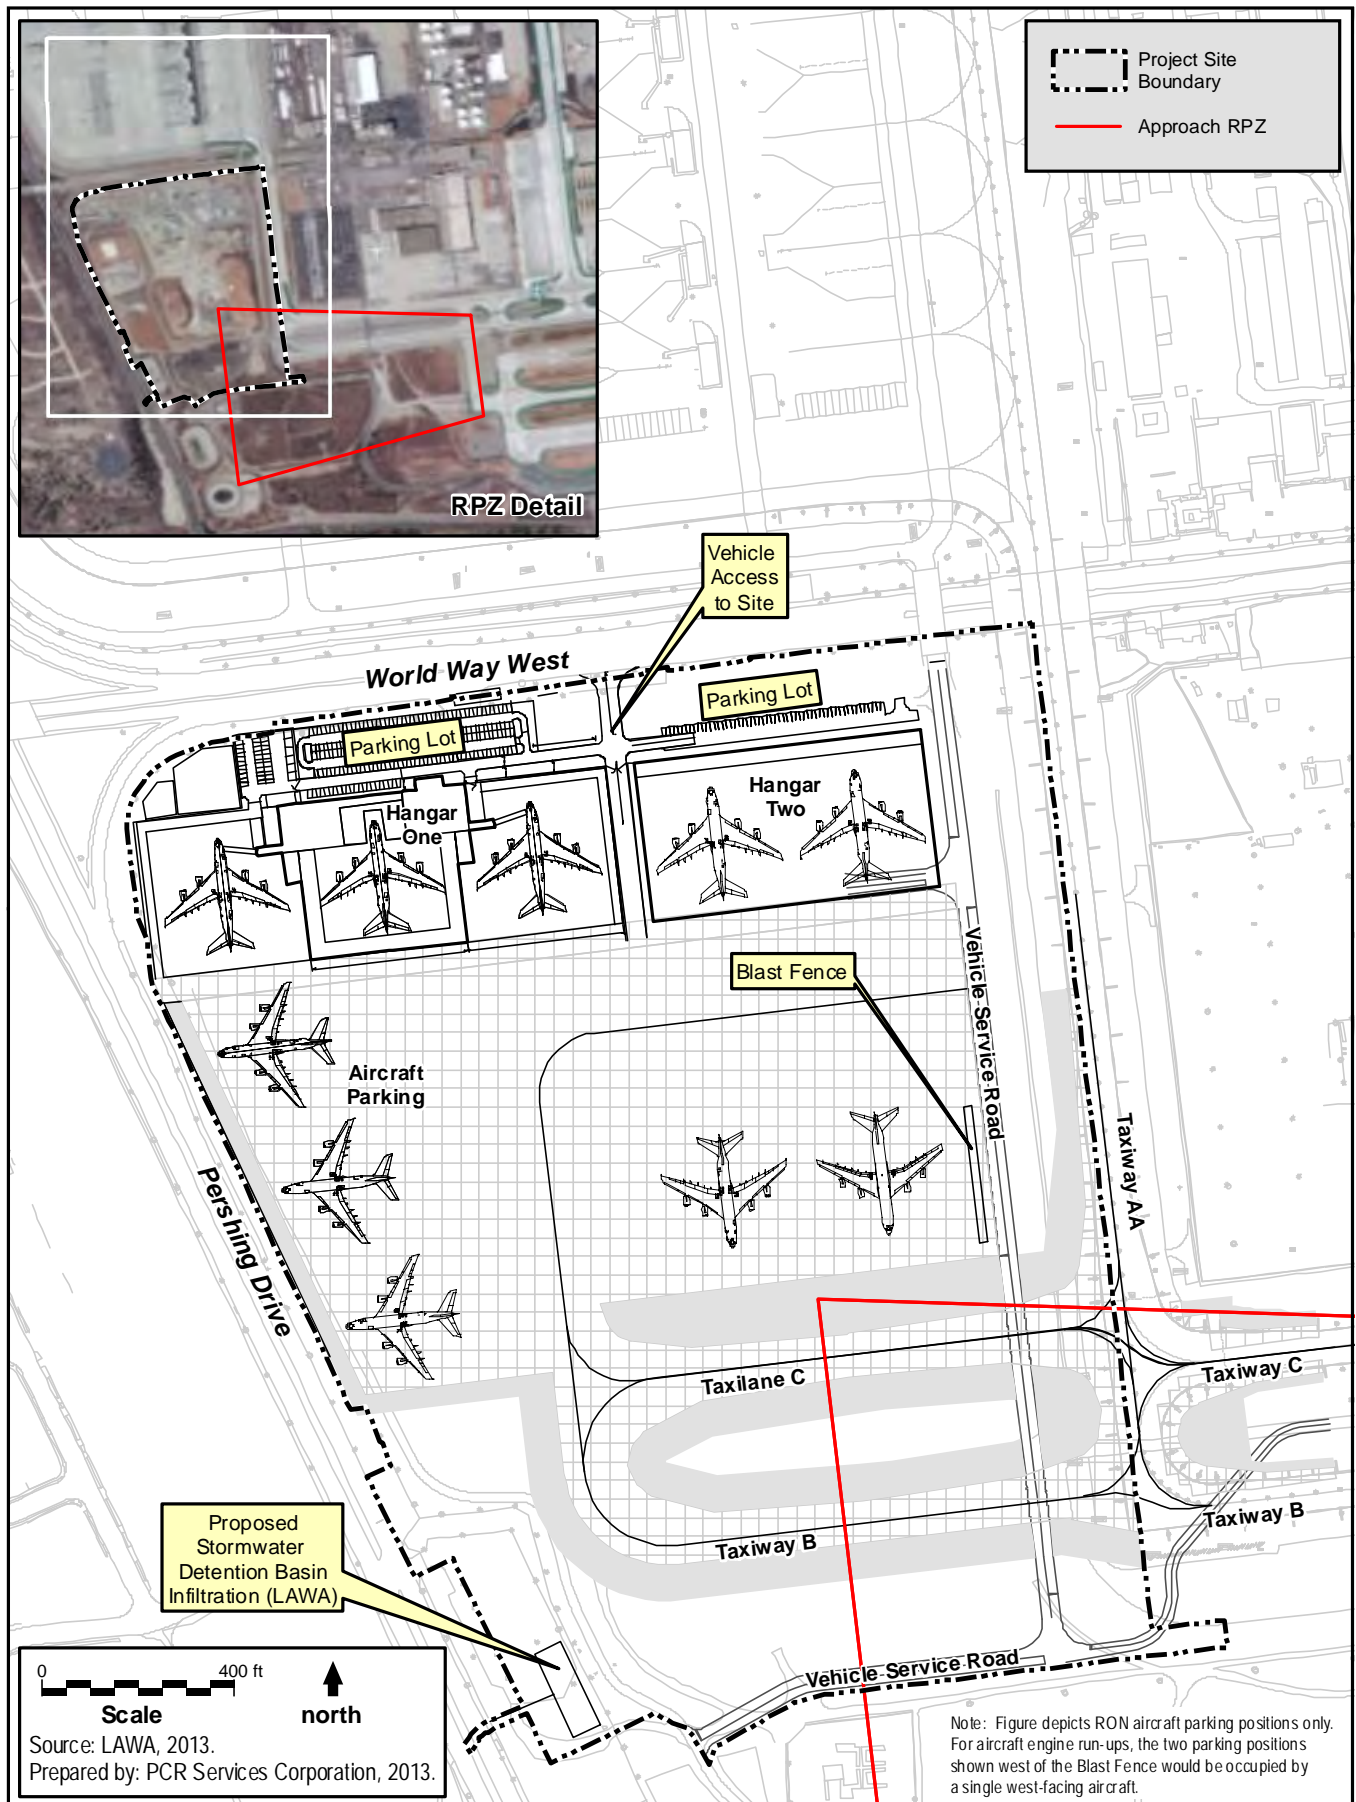 RPZ Detail
Project Site
Boundary
Approach RPZ
Vehicle
Access
to Site
World Way West
Parking Lot
Parking Lot
Hangar
One
Hangar
Two
Blast Fence
Vehicle Service Road
Aircraft
Parking
Taxiway AA
Pershing Drive
Taxilane C
Taxiway C
Taxiway B
Taxiway B
Proposed
Stormwater
Detention Basin
Infiltration (LAWA)
Vehicle Service Road
0 400 ft
Scale
north
Source: LAWA, 2013.
Prepared by: PCR Services Corporation, 2013.
Note: Figure depicts RON aircraft parking positions only.
For aircraft engine run-ups, the two parking positions
shown west of the Blast Fence would be occupied by
a single west-facing aircraft.